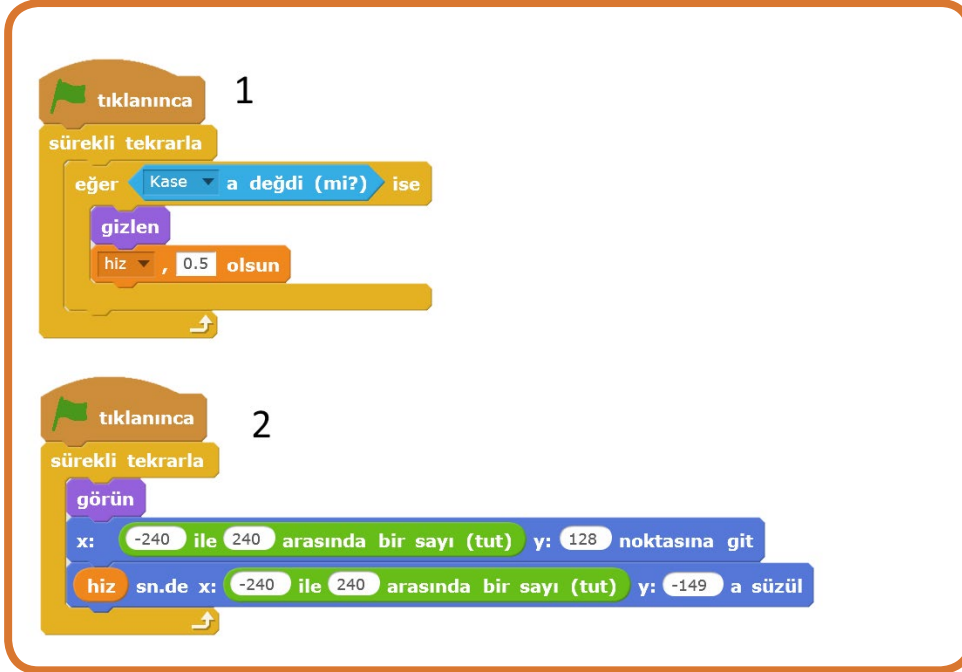 tıklanınca 1
sürekli tekrarla
eğer Kase a değdi (mi?) ise
gizlen
hiz , 0.5 olsun
tıklanınca 2
sürekli tekrarla
görün
x: -240 ile 240 arasında bir sayı (tut) y: 128 noktasına git
hiz sn.de x: -240 ile 240 arasında bir sayı (tut) y: -149 a süzül